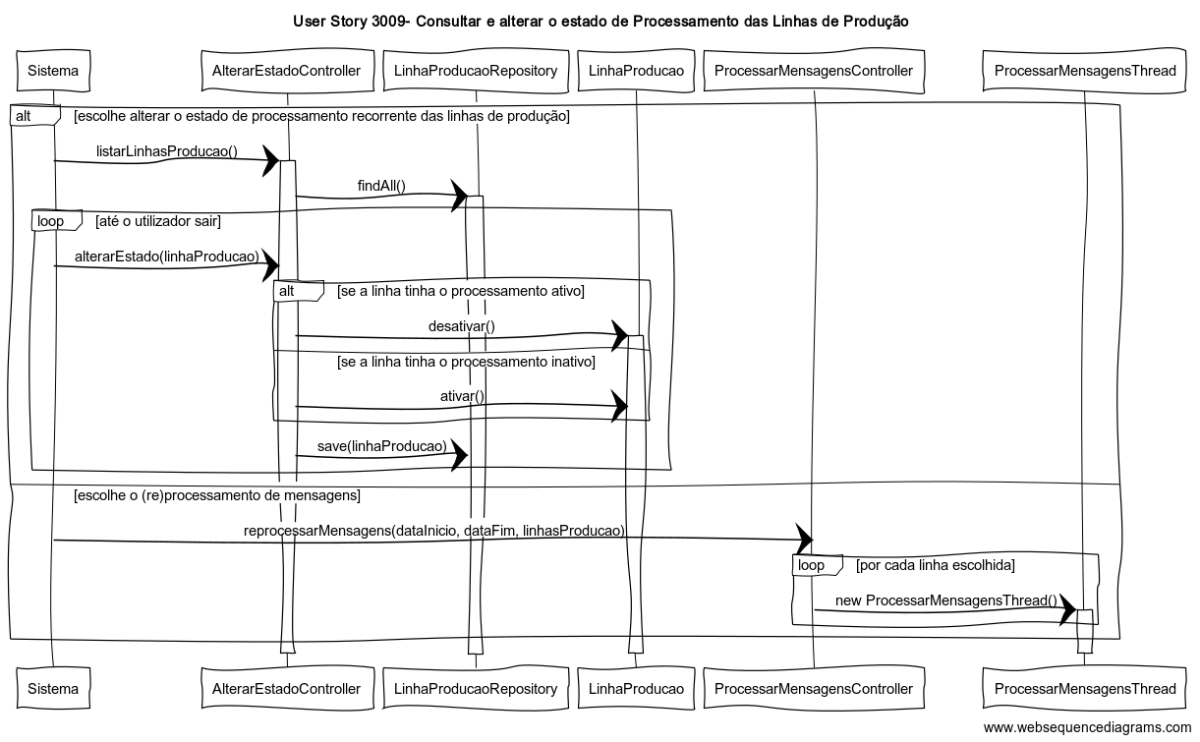 User Story 3009- Consultar e alterar o estado de Processamento das Linhas de Produção
Sistema
AlterarEstadoController
LinhaProducaoRepository
LinhaProducao
ProcessarMensagensController
ProcessarMensagensThread
alt
[escolhe alterar o estado de processamento recorrente das linhas de produção]
listarLinhasProducao()
findAll()
loop
[até o utilizador sair]
alterarEstado(linhaProducao)
alt
[se a linha tinha o processamento ativo]
desativar()
[se a linha tinha o processamento inativo]
ativar()
save(linhaProducao)
[escolhe o (re)processamento de mensagens]
reprocessarMensagens(dataInicio, dataFim, linhasProducao)
loop
[por cada linha escolhida]
new ProcessarMensagensThread()
Sistema
AlterarEstadoController
LinhaProducaoRepository
LinhaProducao
ProcessarMensagensController
ProcessarMensagensThread
www.websequencediagrams.com